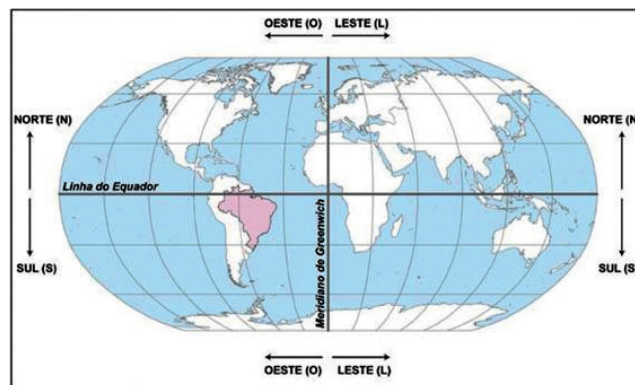 OESTE (O) LESTE (L)
NORTE (N) NORTE (N)
Linha do Equador
SUL (S) SUL (S)
Meridiano de Greenwich
OESTE (O) LESTE (L)